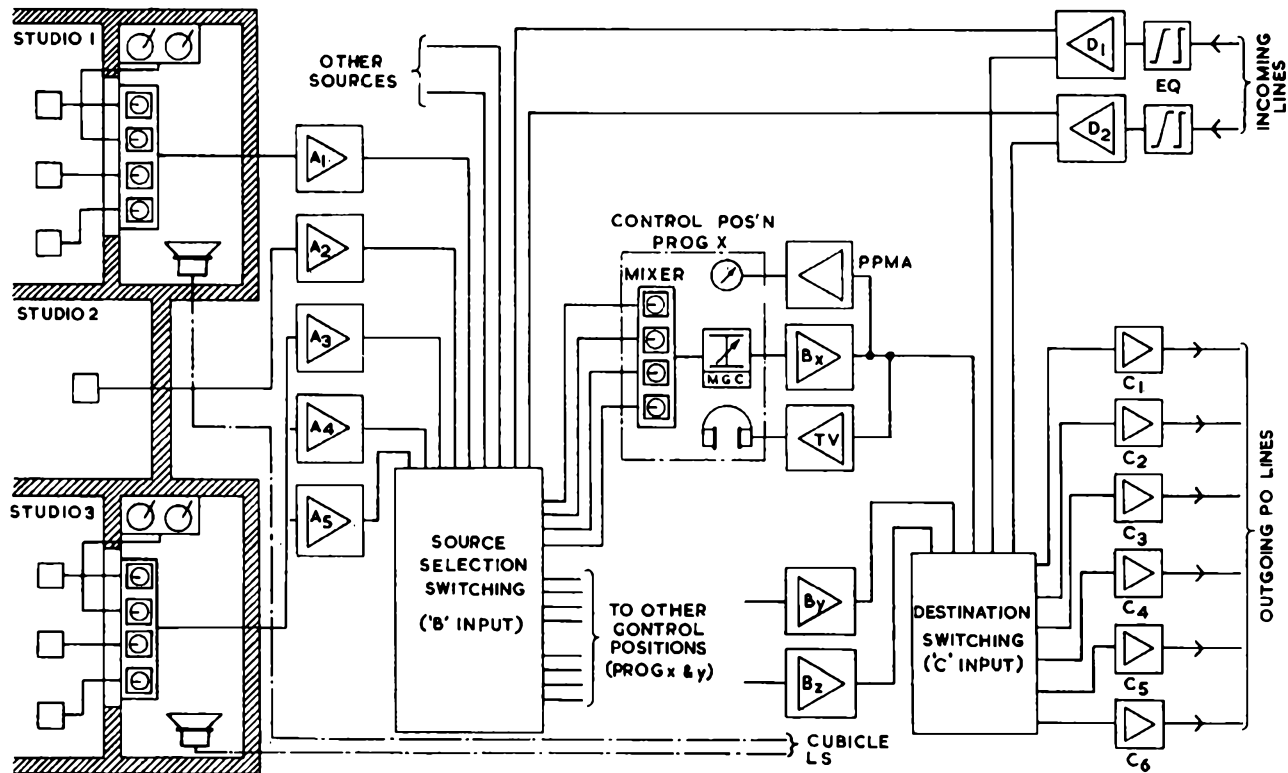 STUDIO 1
OTHER
SOURCES
D1
EQ
D2
INCOMING
LINES
A1
A2
CONTROL POS'N
PROG X
MIXER
PPMA
STUDIO 2
A3
MGC
BX
C1
A4
TV
C2
STUDIO 3
A5
C3
SOURCE
SELECTION
SWITCHING
('B' INPUT)
TO OTHER
GONTROL
POSITIONS
(PROG x & y)
By
Bz
DESTINATION
SWITCHING
('C' INPUT)
C4
C5
C6
OUTGOING PO LINES
CUBICLE
LS